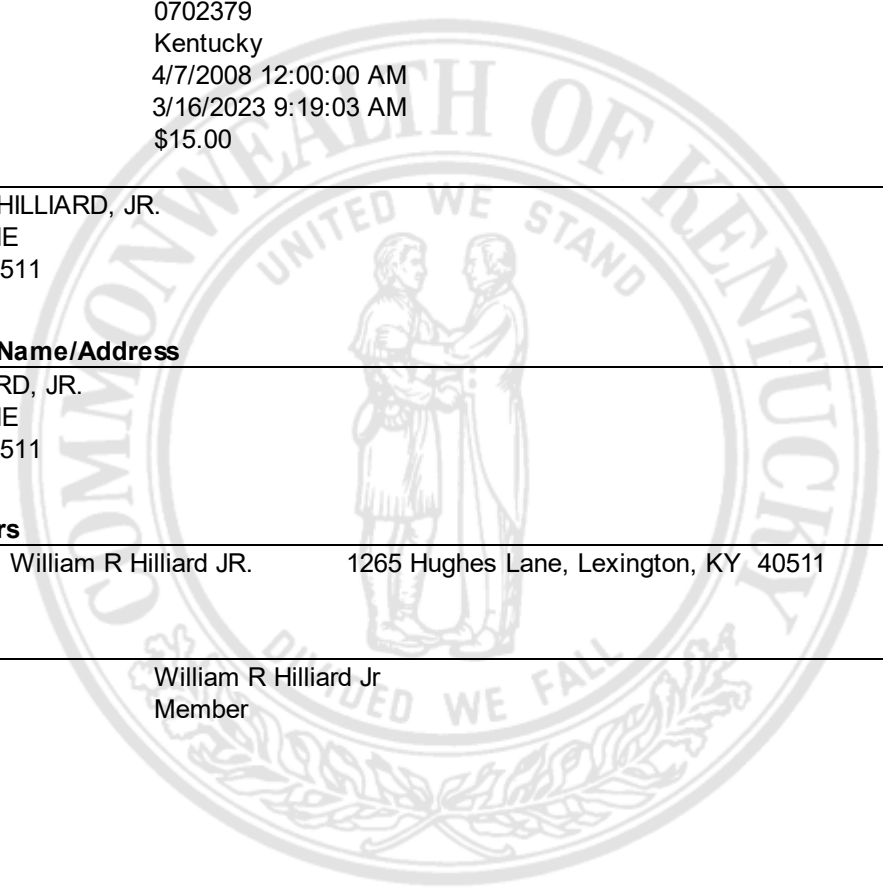 0702379
Kentucky
4/7/2008 12:00:00 AM
3/16/2023 9:19:03 AM
$15.00
HILLIARD, JR.
NE
511
Name/Address
RD, JR.
NE
511
rs
William R Hilliard JR. 1265 Hughes Lane, Lexington, KY 40511
William R Hilliard Jr
Member
COMMONWEALTH OF KENTUCKY
UNITED WE STAND
DIVIDED WE FALL